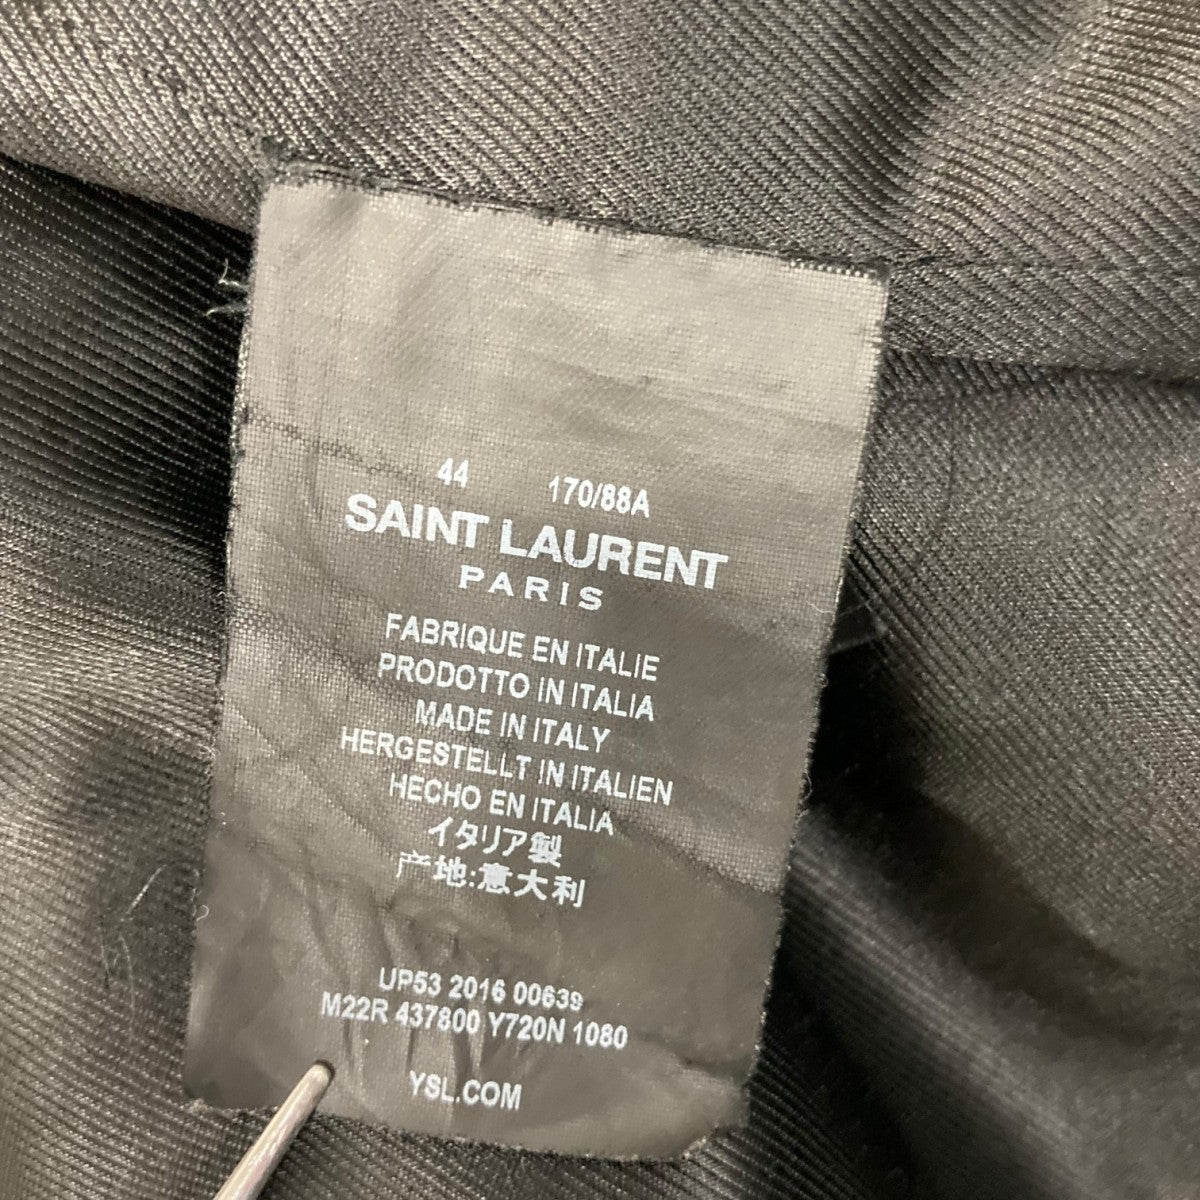 44 170/88A
SAINT LAURENT
PARIS
FABRIQUE EN ITALIE
PRODOTTO IN ITALIA
MADE IN ITALY
HERGESTELLT IN ITALIEN
HECHO EN ITALIA
イタリア製
产地:意大利
UP53 2016 00639
M22R 437800 Y720N 1080
YSL.COM